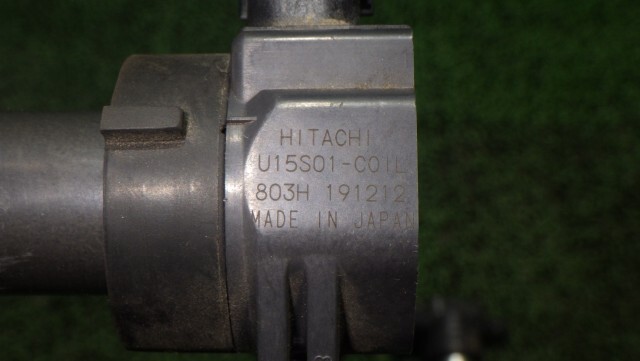 HITACHI
U15S01-COIL
803H 191212
MADE IN JAPAN